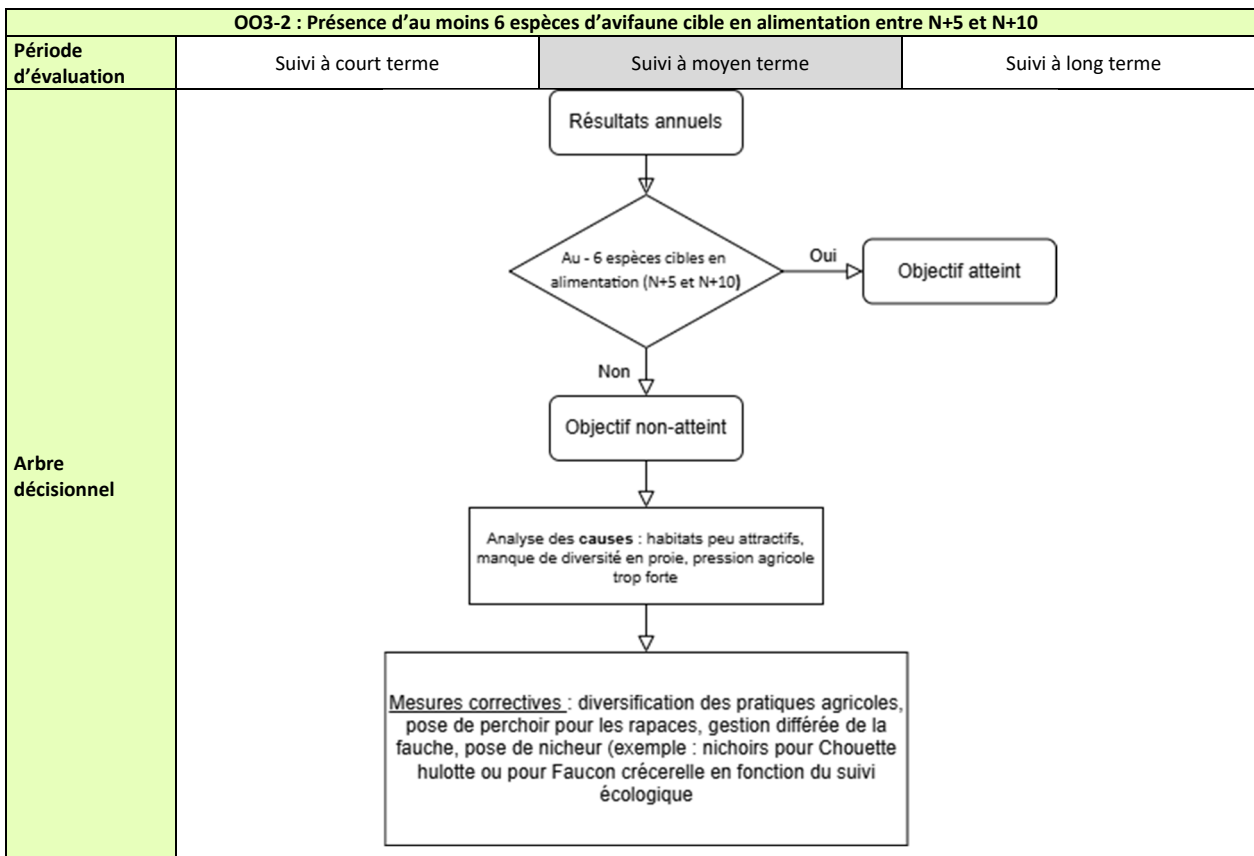 OO3-2 : Présence d’au moins 6 espèces d’avifaune cible en alimentation entre N+5 et N+10
Période
d’évaluation
Suivi à court terme
Suivi à moyen terme
Suivi à long terme
Arbre
décisionnel
Résultats annuels
Au - 6 espèces cibles en
alimentation (N+5 et N+10)
Oui
Objectif atteint
Non
Objectif non-atteint
Analyse des causes : habitats peu attractifs,
manque de diversité en proie, pression agricole
trop forte
Mesures correctives : diversification des pratiques agricoles,
pose de perchoir pour les rapaces, gestion différée de la
fauche, pose de nicheur (exemple : nichoirs pour Chouette
hulotte ou pour Faucon crécerelle en fonction du suivi
écologique